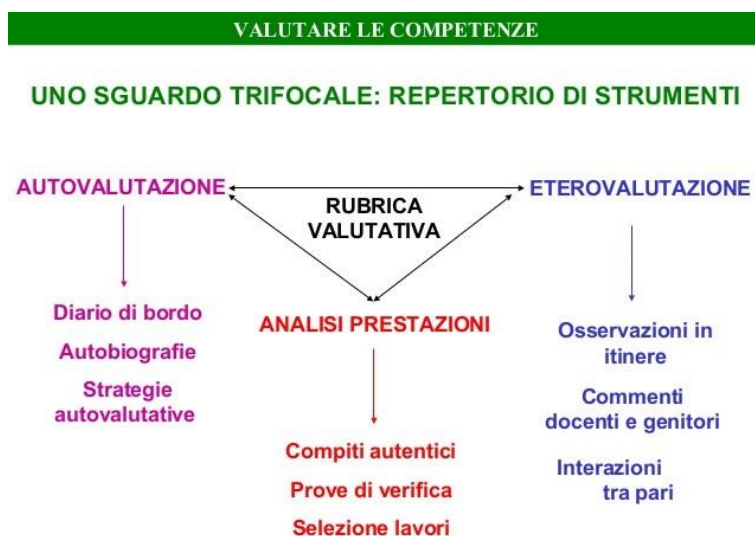 VALUTARE LE COMPETENZE
UNO SGUARDO TRIFOCALE: REPERTORIO DI STRUMENTI
AUTOVALUTAZIONE
RUBRICA
VALUTATIVA
ETEROVALUTAZIONE
Diario di bordo
Autobiografie
Strategie
autovalutative
ANALISI PRESTAZIONI
Compiti autentici
Prove di verifica
Selezione lavori
Osservazioni in
itinere
Commenti
docenti e genitori
Interazioni
tra pari